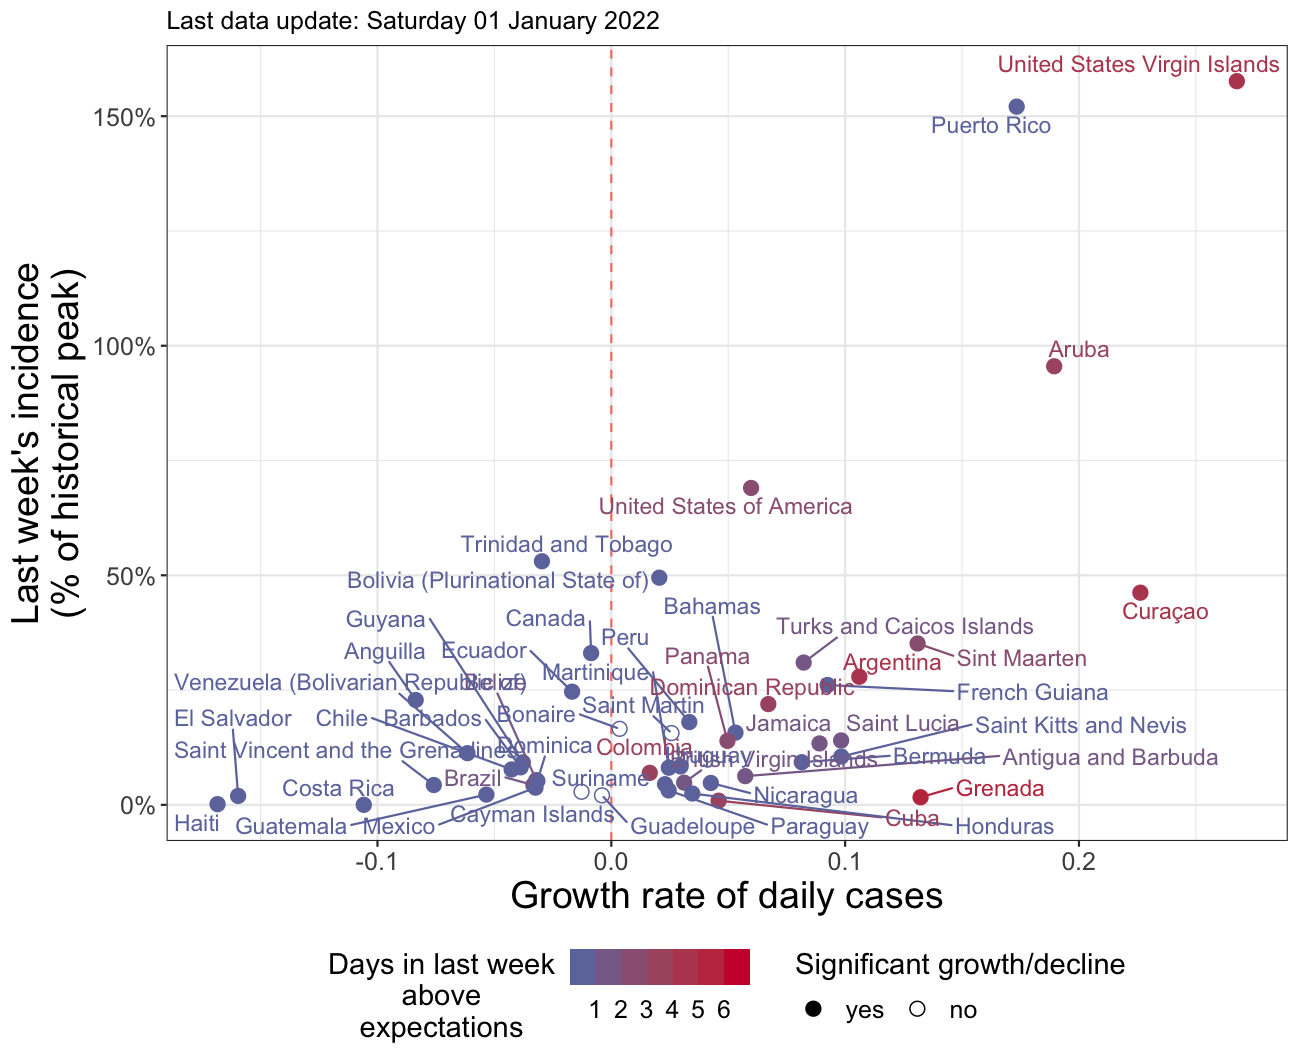 Last data update: Saturday 01 January 2022
United States Virgin Islands
150%
Puerto Rico
Last week's incidence
(% of historical peak)
100%
Aruba
United States of America
Trinidad and Tobago
50%
Bolivia (Plurinational State of)
Bahamas
Curaçao
Guyana
Canada
Peru
Turks and Caicos Islands
Anguilla
Ecuador
Panama
Argentina
Sint Maarten
Martinique
Venezuela (Bolivarian Republic of)
Belize
Dominican Republic
French Guiana
Saint Martin
El Salvador
Chile
Barbados
Bonaire
Jamaica
Saint Lucia
Saint Kitts and Nevis
Saint Vincent and the Grenadines
Dominica
Colombia
Uruguay
British Virgin Islands
Bermuda
Antigua and Barbuda
Costa Rica
Brazil
Suriname
Nicaragua
Grenada
0%
Haiti
Guatemala
Mexico
Cayman Islands
Guadeloupe
Paraguay
Cuba
Honduras
-0.1
0.0
0.1
0.2
Growth rate of daily cases
Days in last week
above
expectations
1 2 3 4 5 6
Significant growth/decline
yes
no